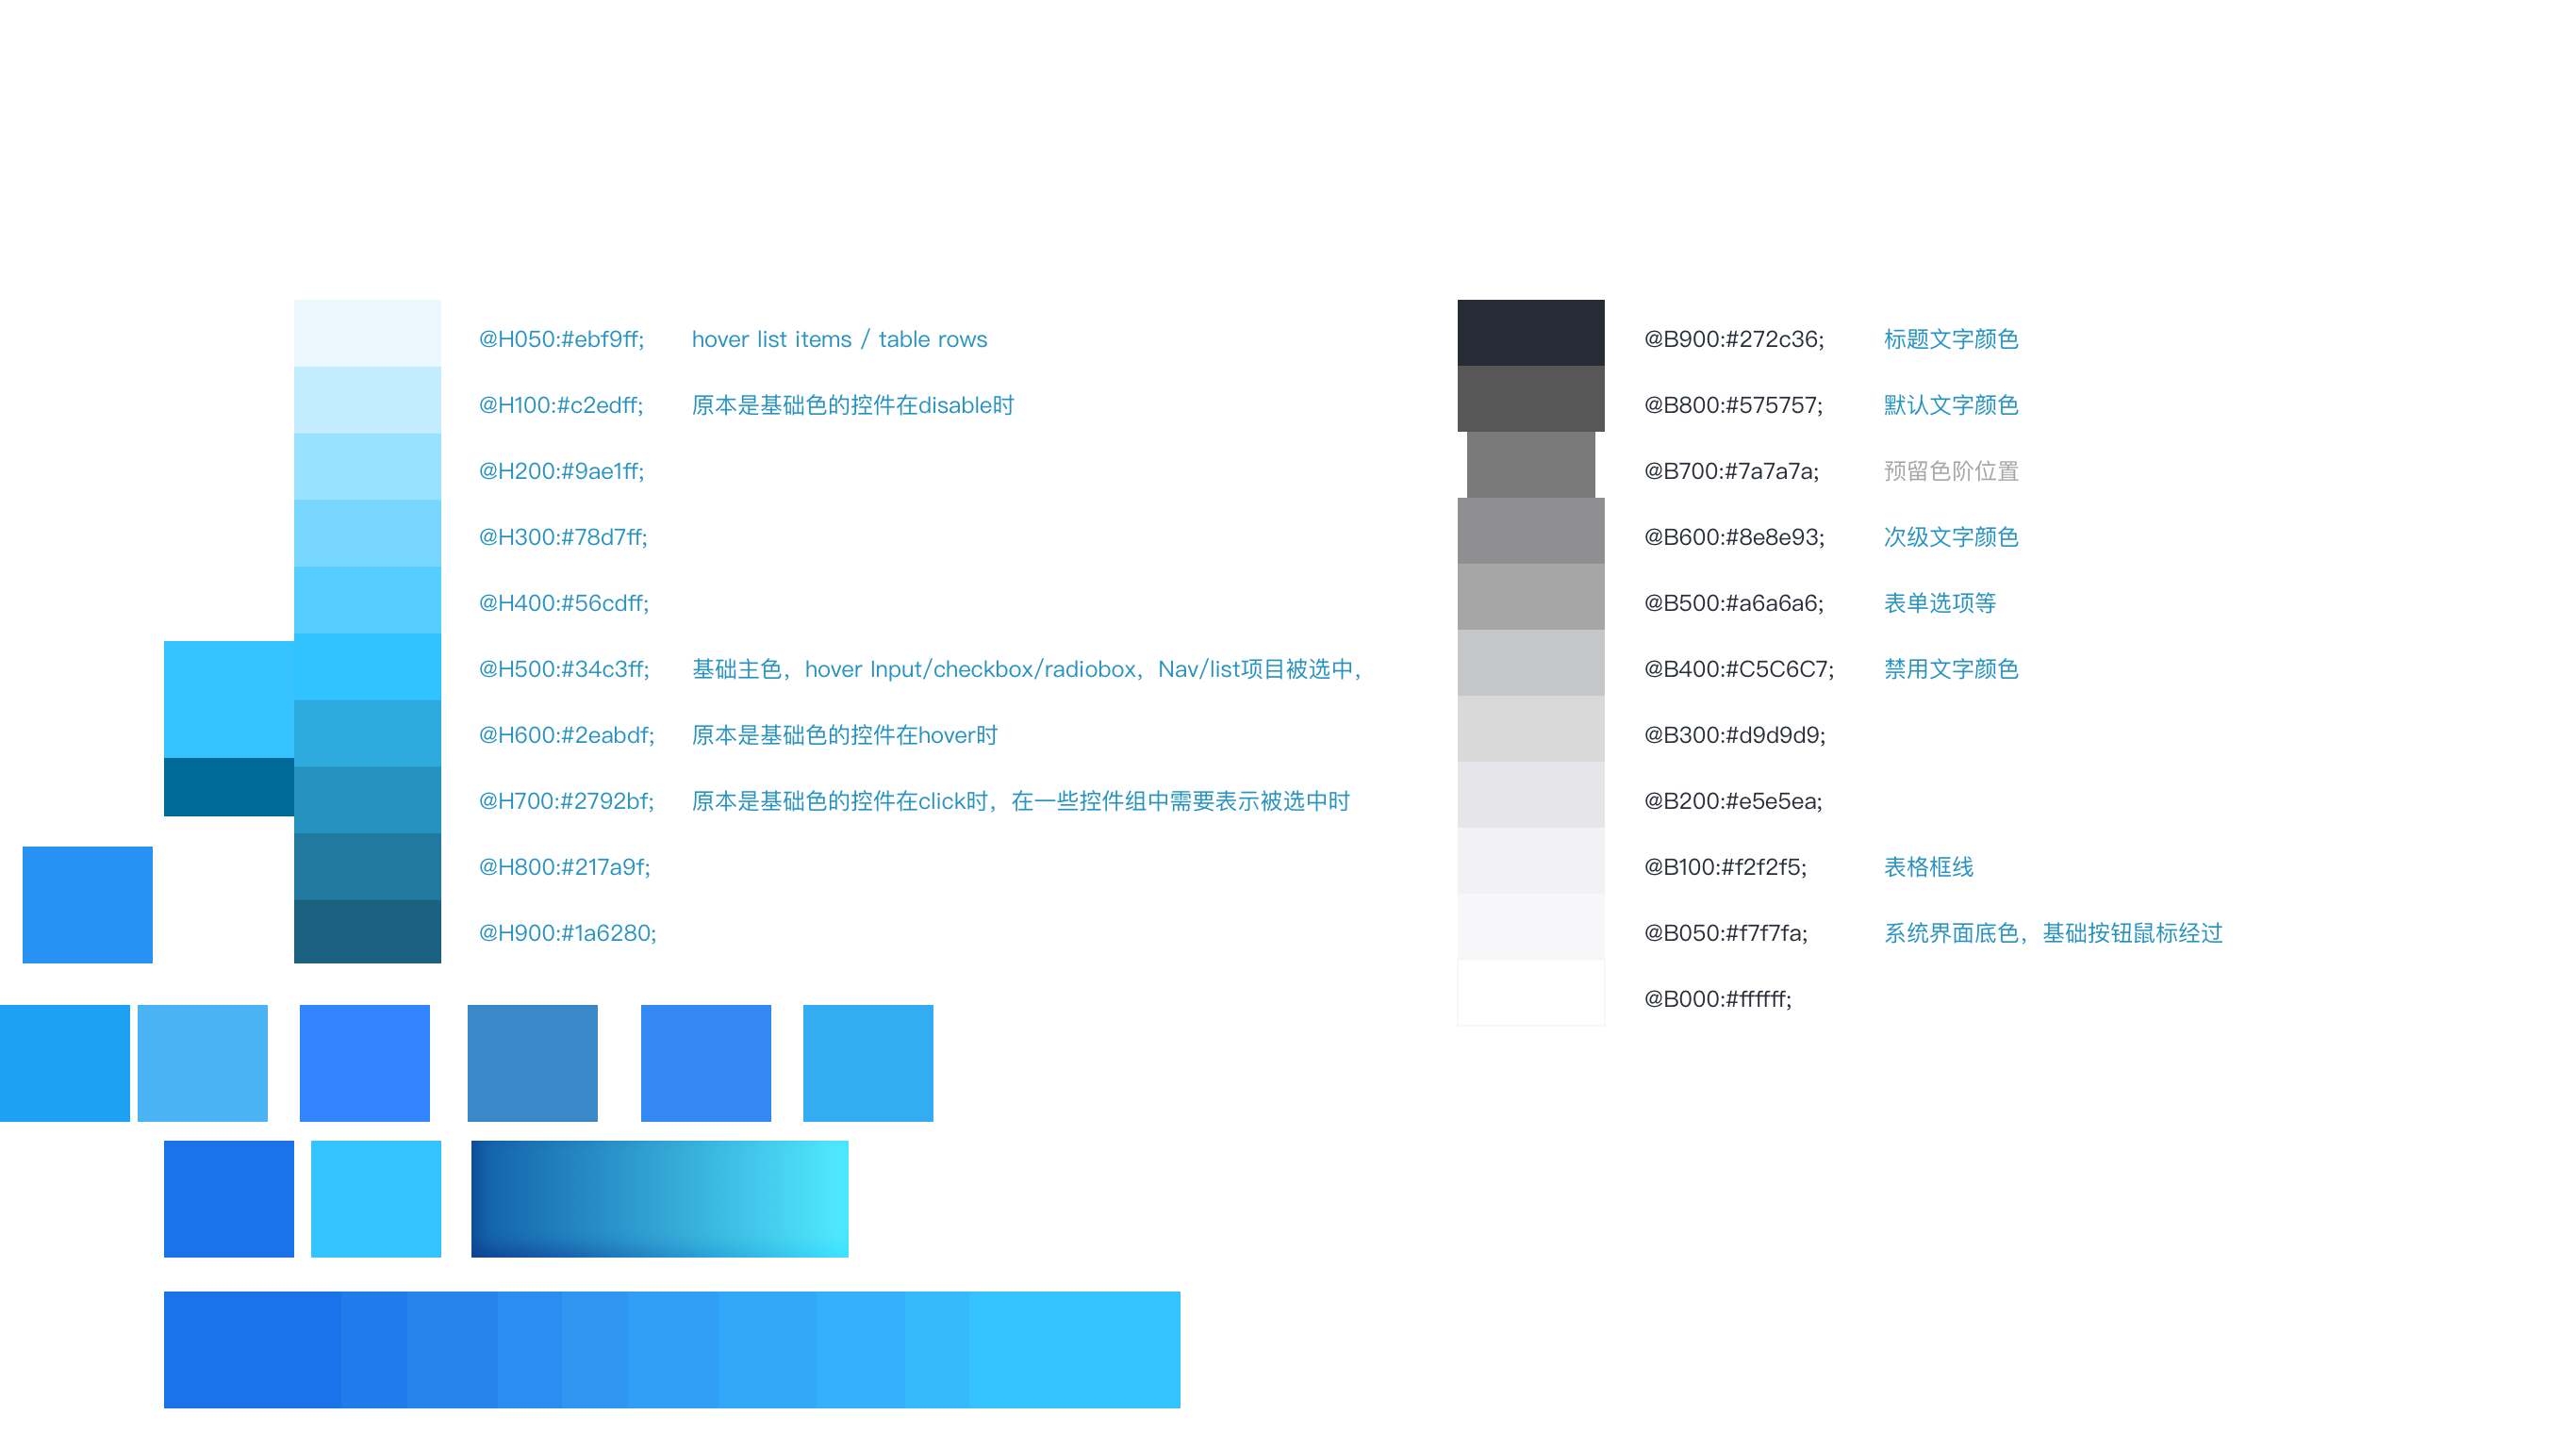 @H050:#ebf9ff; hover list items / table rows
@H100:#c2edff; 原本是基础色的控件在disable时
@H200:#9ae1ff;
@H300:#78d7ff;
@H400:#56cdff;
@H500:#34c3ff; 基础主色，hover Input/checkbox/radiobox，Nav/list项目被选中，
@H600:#2eabdf; 原本是基础色的控件在hover时
@H700:#2792bf; 原本是基础色的控件在click时，在一些控件组中需要表示被选中时
@H800:#217a9f;
@H900:#1a6280;
@B900:#272c36; 标题文字颜色
@B800:#575757; 默认文字颜色
@B700:#7a7a7a; 预留色阶位置
@B600:#8e8e93; 次级文字颜色
@B500:#a6a6a6; 表单选项等
@B400:#C5C6C7; 禁用文字颜色
@B300:#d9d9d9;
@B200:#e5e5ea;
@B100:#f2f2f5; 表格框线
@B050:#f7f7fa; 系统界面底色，基础按钮鼠标经过
@B000:#ffffff;